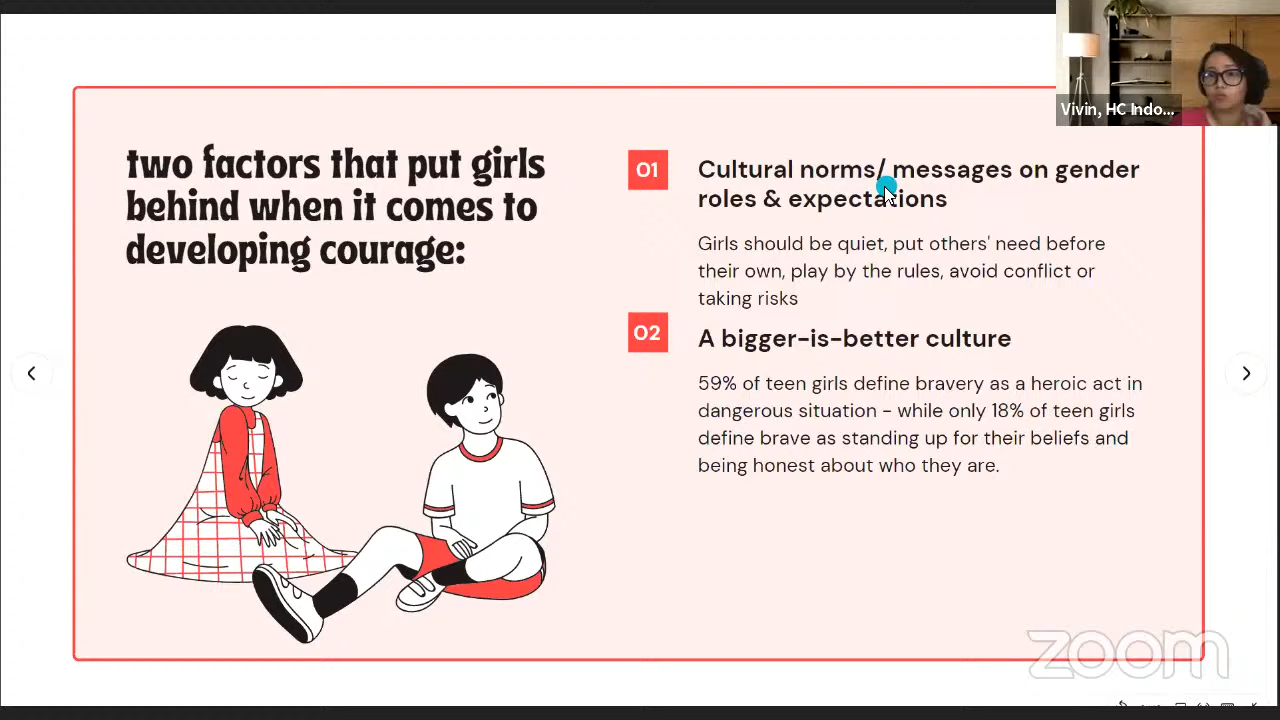 two factors that put girls
behind when it comes to
developing courage:
01
Cultural norms/ messages on gender
roles & expectations
Girls should be quiet, put others' need before
their own, play by the rules, avoid conflict or
taking risks
02
A bigger-is-better culture
59% of teen girls define bravery as a heroic act in
dangerous situation - while only 18% of teen girls
define brave as standing up for their beliefs and
being honest about who they are.
Vivin, HC Indo...
zoom